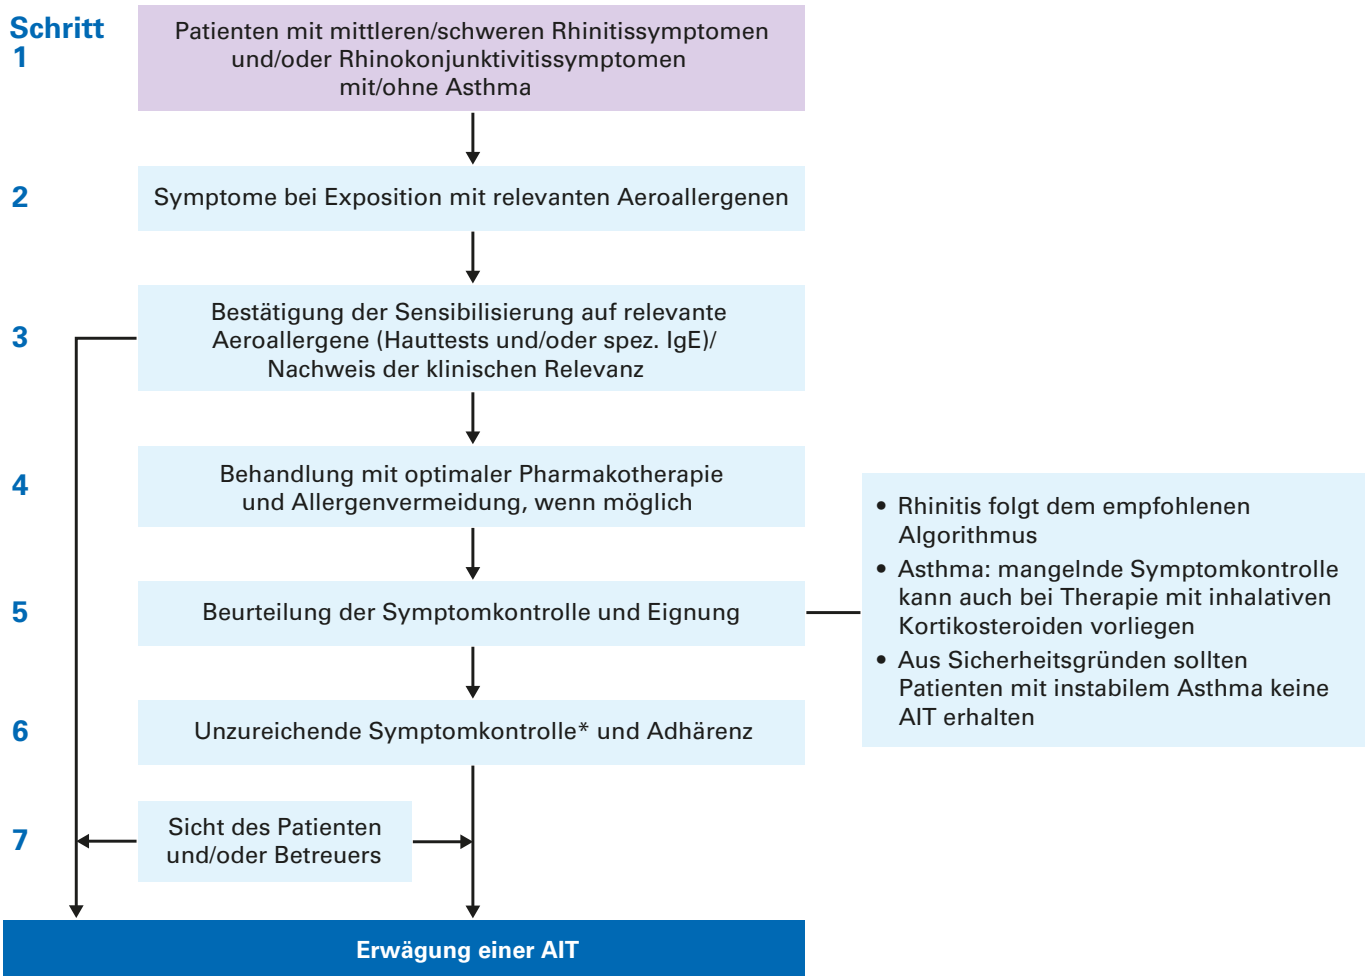 Schritt
1
Patienten mit mittleren/schweren Rhinitissymptomen
und/oder Rhinokonjunktivitissymptomen
mit/ohne Asthma
2
Symptome bei Exposition mit relevanten Aeroallergenen
3
Bestätigung der Sensibilisierung auf relevante
Aeroallergene (Hauttests und/oder spez. IgE)/
Nachweis der klinischen Relevanz
4
Behandlung mit optimaler Pharmakotherapie
und Allergenvermeidung, wenn möglich
5
Beurteilung der Symptomkontrolle und Eignung
• Rhinitis folgt dem empfohlenen
Algorithmus
• Asthma: mangelnde Symptomkontrolle
kann auch bei Therapie mit inhalativen
Kortikosteroiden vorliegen
• Aus Sicherheitsgründen sollten
Patienten mit instabilem Asthma keine
AIT erhalten
6
Unzureichende Symptomkontrolle* und Adhärenz
7
Sicht des Patienten
und/oder Betreuers
Erwägung einer AIT